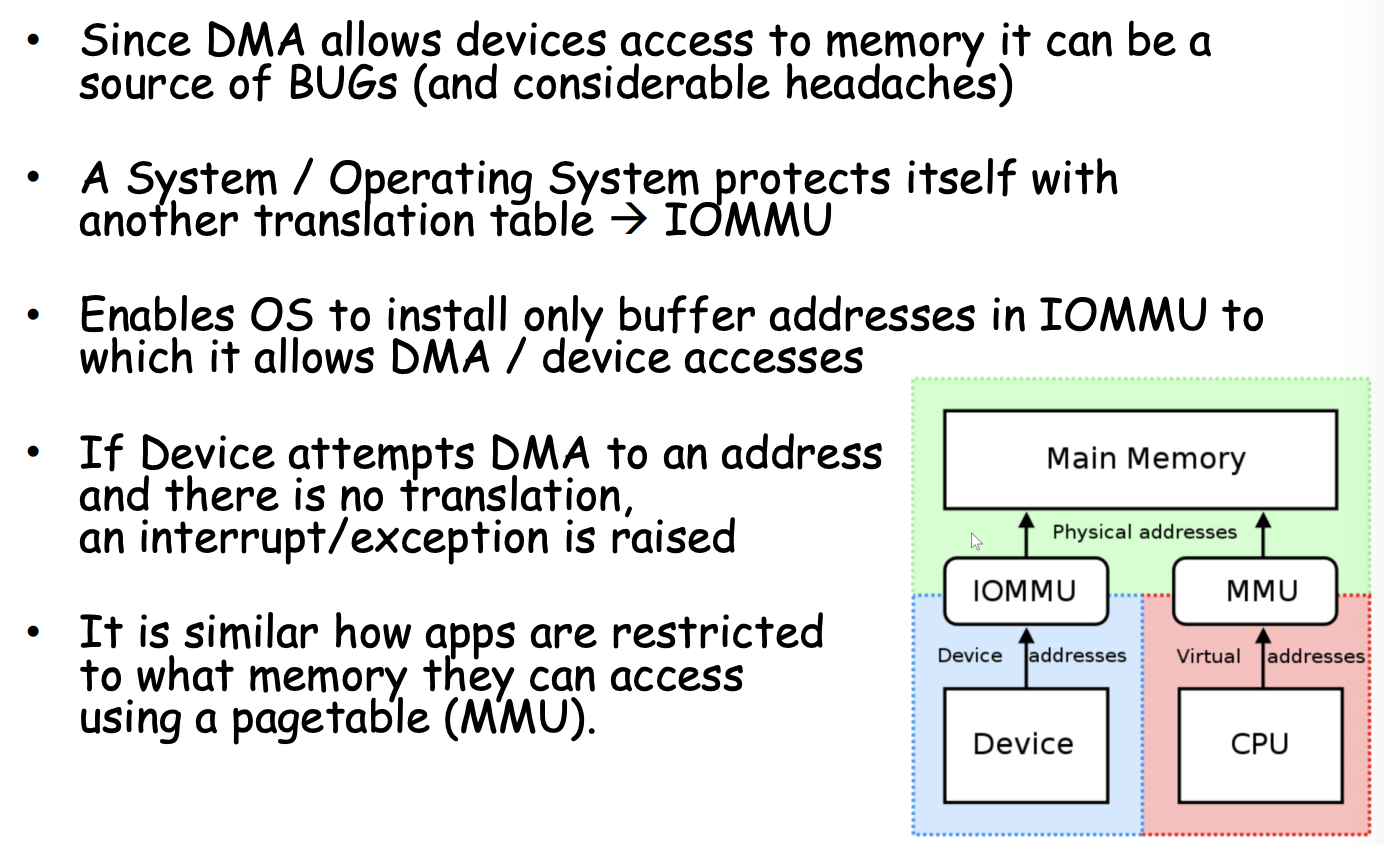 • Since DMA allows devices access to memory it can be a
source of BUGs (and considerable headaches)
• A System / Operating System protects itself with
another translation table → IOMMU
• Enables OS to install only buffer addresses in IOMMU to
which it allows DMA / device accesses
• If Device attempts DMA to an address
and there is no translation,
an interrupt/exception is raised
• It is similar how apps are restricted
to what memory they can access
using a pagetable (MMU).
Main Memory
Physical addresses
IOMMU
MMU
Device addresses
Virtual addresses
Device
CPU